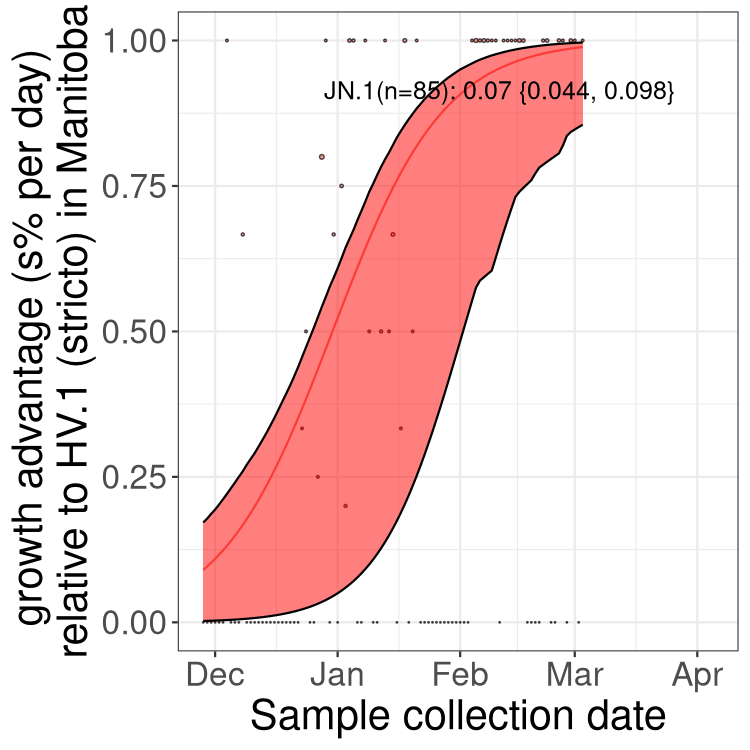 growth advantage (s% per day)
relative to HV.1 (stricto) in Manitoba
1.00
0.75
0.50
0.25
0.00
JN.1(n=85): 0.07 {0.044, 0.098}
Dec Jan Feb Mar Apr
Sample collection date